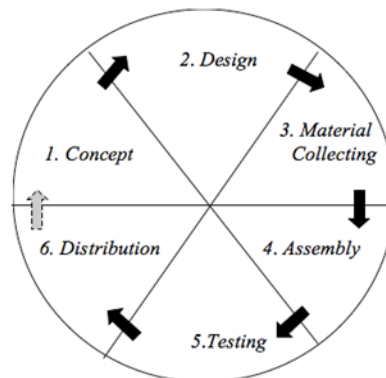 1. Concept
2. Design
3. Material
Collecting
4. Assembly
5.Testing
6. Distribution